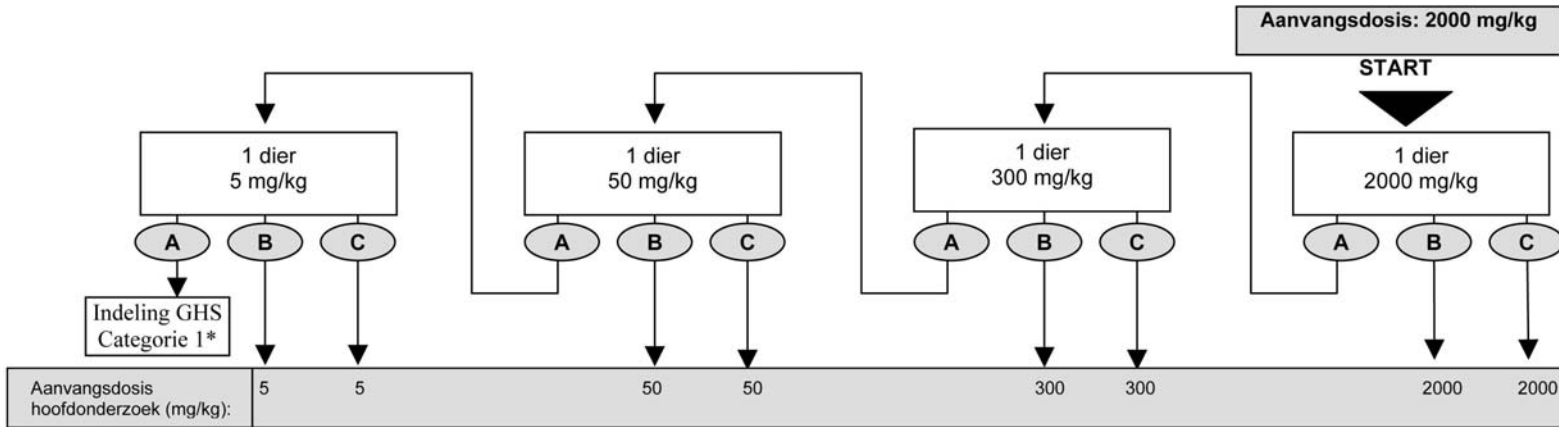 Aanvangsdosis: 2000 mg/kg
START
1 dier
5 mg/kg
1 dier
50 mg/kg
1 dier
300 mg/kg
1 dier
2000 mg/kg
A B C A B C A B C A B C
Indeling GHS
Categorie 1*
Aanvangsdosis
hoofdonderzoek (mg/kg):
5 5 50 50 300 300 2000 2000